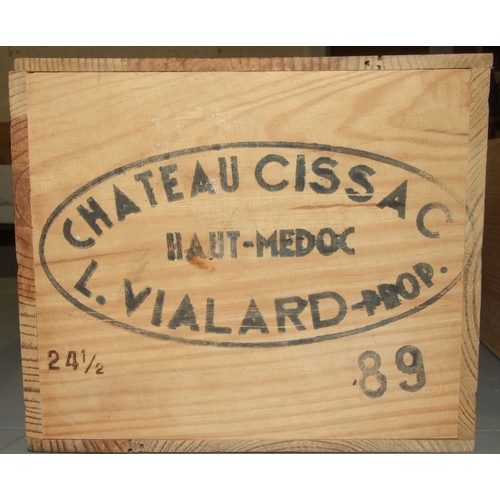 CHATEAU CISSAC
HAUT-MEDOC
L. VIALARD-PROP.
24½
89